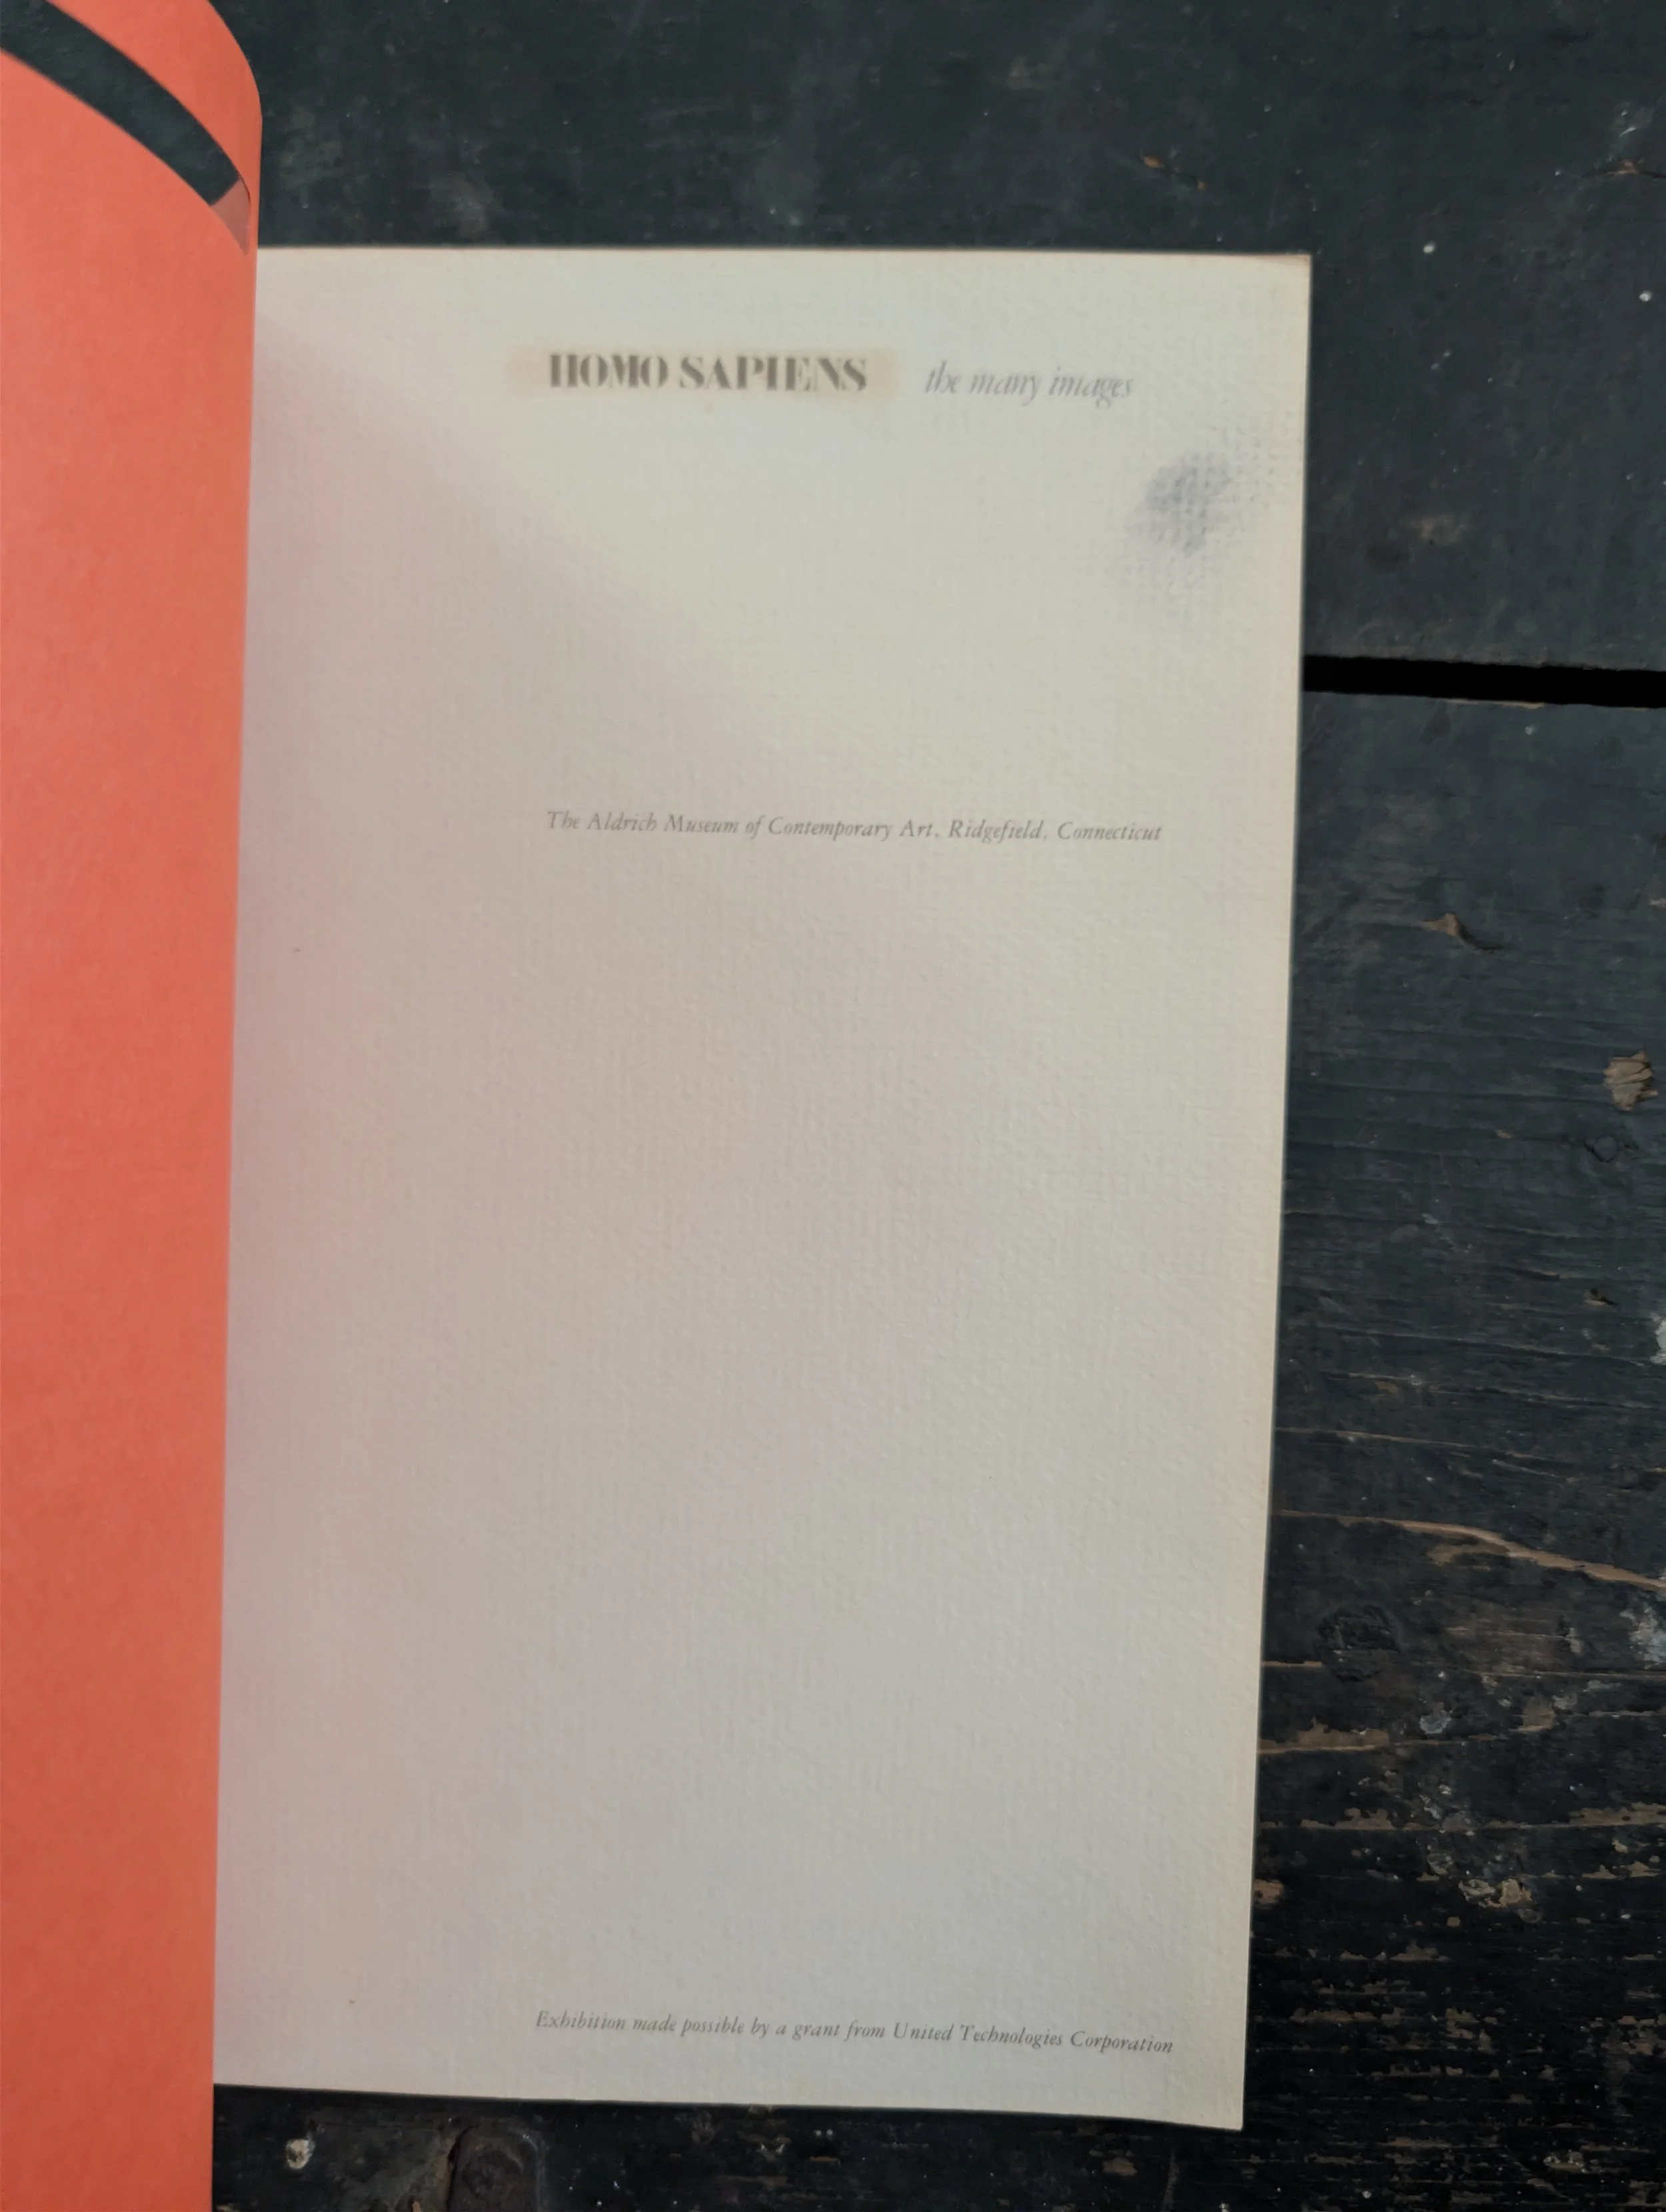 HOMO SAPIENS the many images
The Aldrich Museum of Contemporary Art, Ridgefield, Connecticut
Exhibition made possible by a grant from United Technologies Corporation